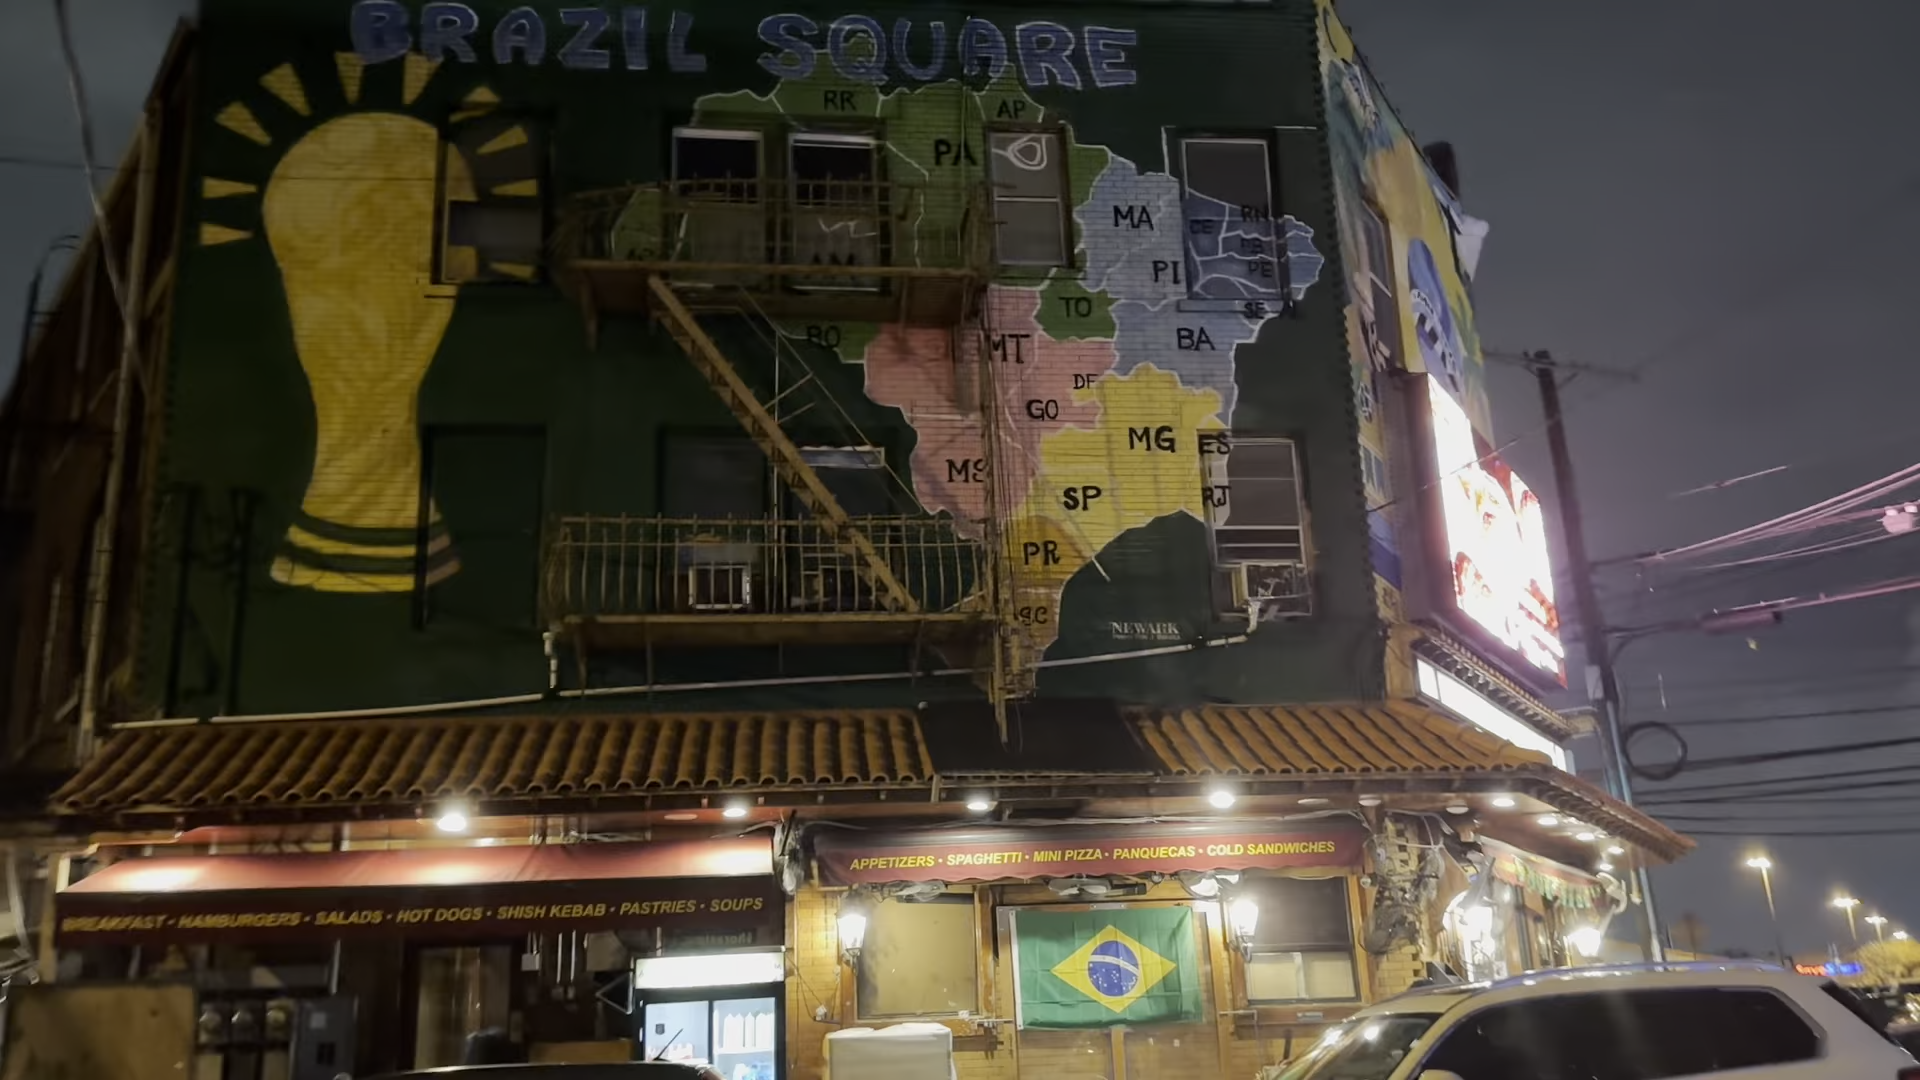 BRAZIL SQUARE
RR
AP
PA
MA
CE
RN
PB
PE
AM
PI
SE
TO
BA
RO
MT
DF
GO
MG
ES
MS
SP
RJ
PR
SC
NEWARK
APPETIZERS • SPAGHETTI • MINI PIZZA • PANQUECAS • COLD SANDWICHES
BREAKFAST • HAMBURGERS • SALADS • HOT DOGS • SHISH KEBAB • PASTRIES • SOUPS